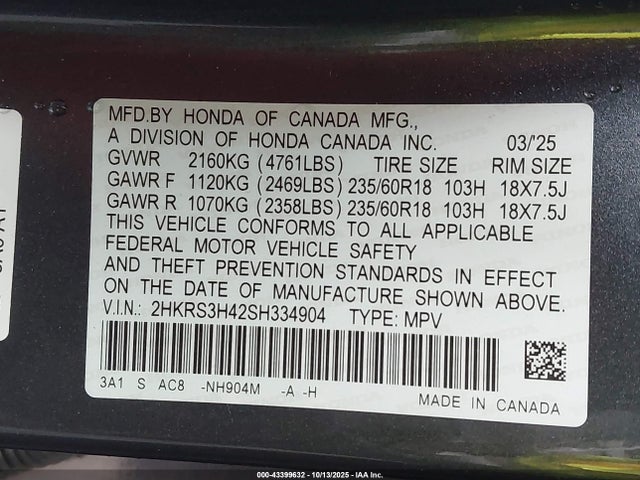 MFD.BY HONDA OF CANADA MFG.,
A DIVISION OF HONDA CANADA INC. 03/'25
GVWR 2160KG (4761LBS) TIRE SIZE RIM SIZE
GAWR F 1120KG (2469LBS) 235/60R18 103H 18X7.5J
GAWR R 1070KG (2358LBS) 235/60R18 103H 18X7.5J
THIS VEHICLE CONFORMS TO ALL APPLICABLE
FEDERAL MOTOR VEHICLE SAFETY
AND THEFT PREVENTION STANDARDS IN EFFECT
ON THE DATE OF MANUFACTURE SHOWN ABOVE.
V.I.N.: 2HKRS3H42SH334904 TYPE: MPV
3A1 S AC8 -NH904M -A -H
MADE IN CANADA
000-43399632 - 10/13/2025 - IAA Inc.